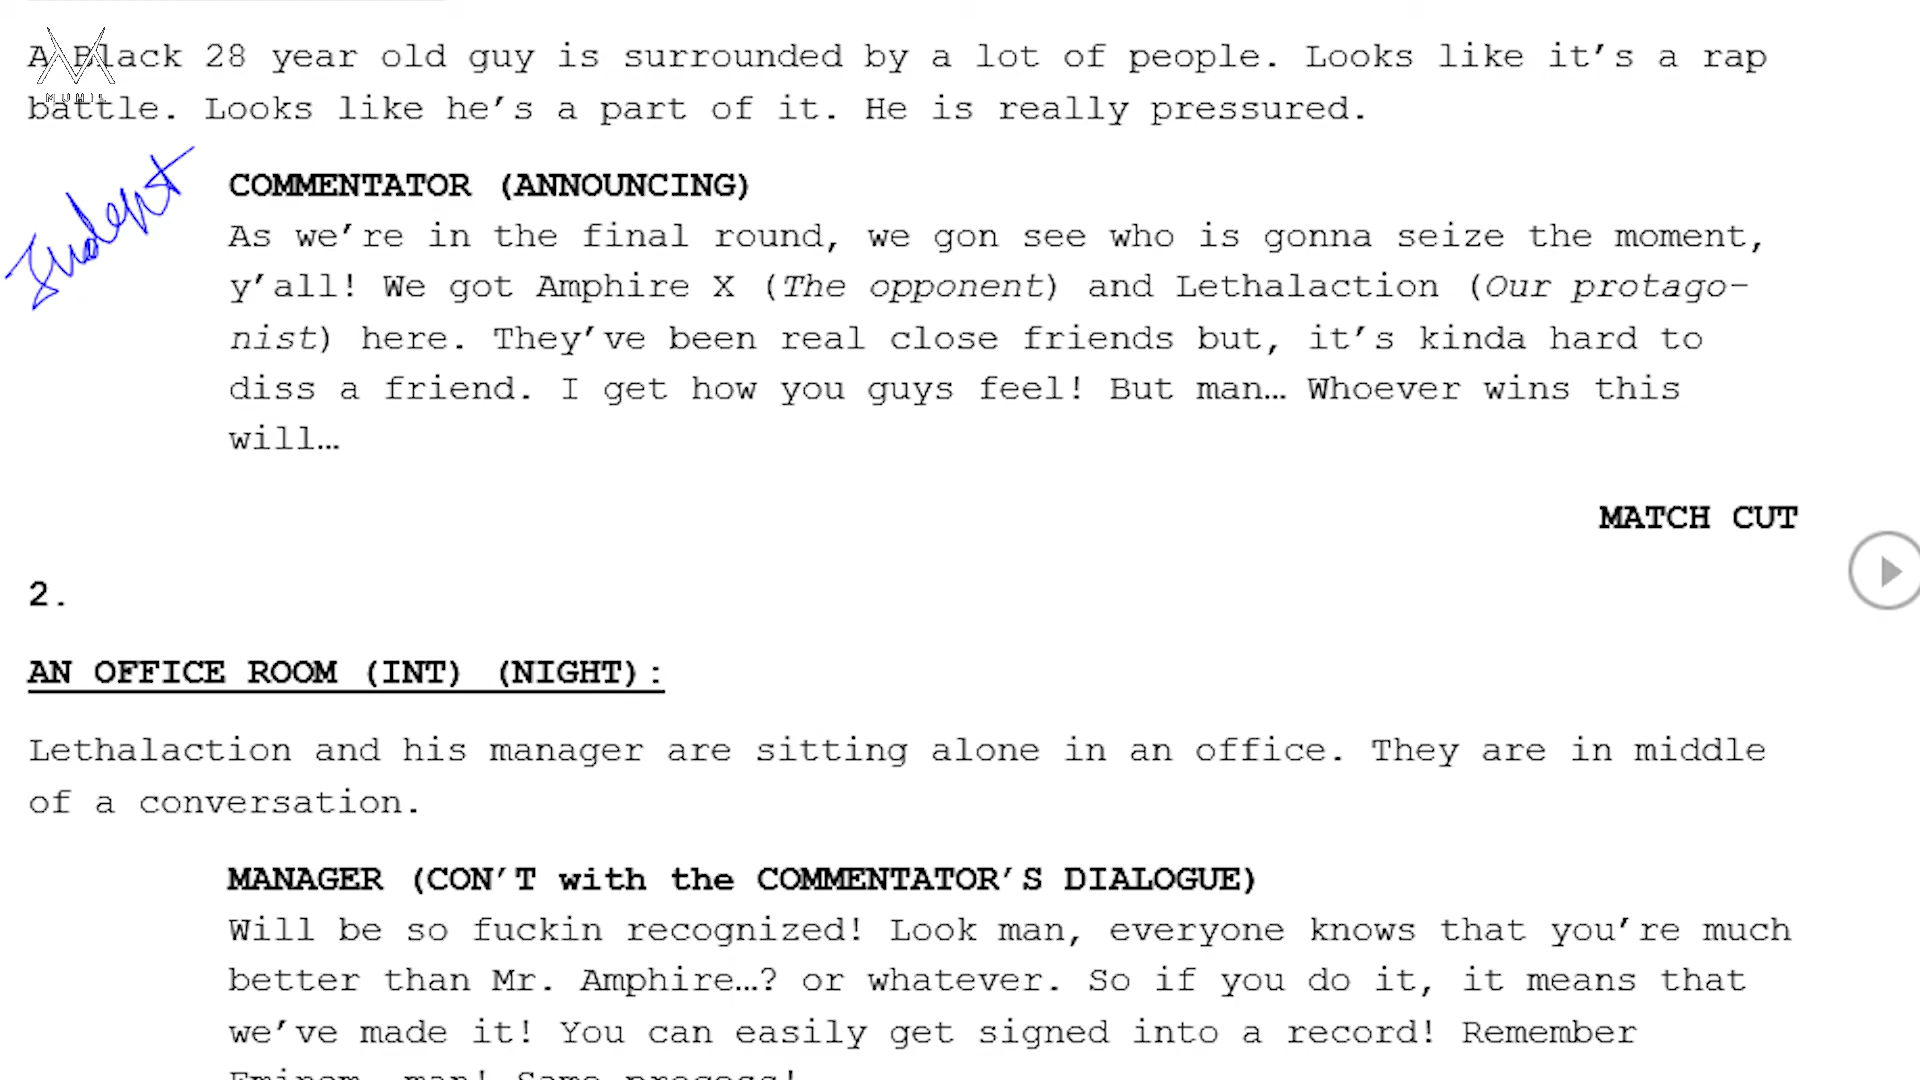 A Black 28 year old guy is surrounded by a lot of people. Looks like it’s a rap
MUHIL
battle. Looks like he’s a part of it. He is really pressured.
COMMENTATOR (ANNOUNCING)
As we’re in the final round, we gon see who is gonna seize the moment,
y’all! We got Amphire X (The opponent) and Lethalaction (Our protago-
nist) here. They’ve been real close friends but, it’s kinda hard to
diss a friend. I get how you guys feel! But man… Whoever wins this
will…
MATCH CUT
2.
AN OFFICE ROOM (INT) (NIGHT):
Lethalaction and his manager are sitting alone in an office. They are in middle
of a conversation.
MANAGER (CON’T with the COMMENTATOR’S DIALOGUE)
Will be so fuckin recognized! Look man, everyone knows that you’re much
better than Mr. Amphire…? or whatever. So if you do it, it means that
we’ve made it! You can easily get signed into a record! Remember
Eminem, man! Same process!